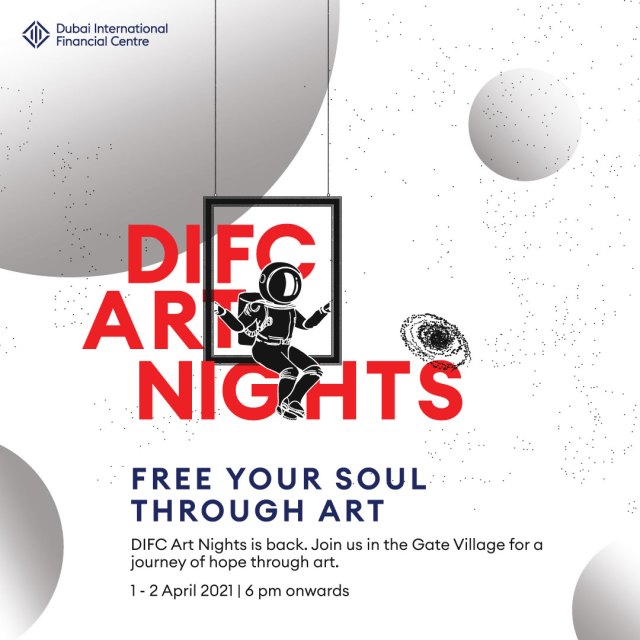 Dubai International
Financial Centre
DIFC
ART
NIGHTS
FREE YOUR SOUL
THROUGH ART
DIFC Art Nights is back. Join us in the Gate Village for a
journey of hope through art.
1 - 2 April 2021 | 6 pm onwards